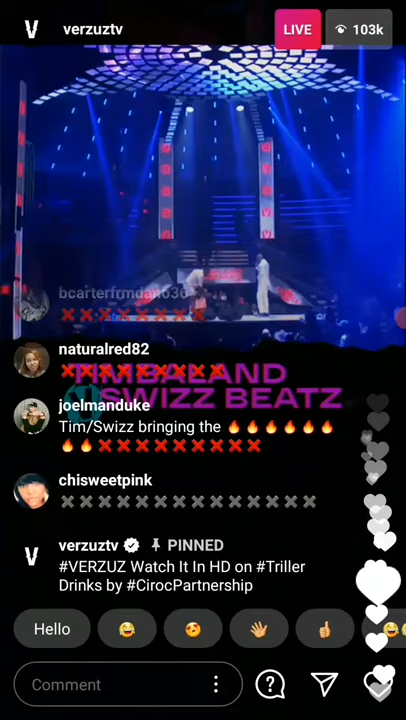 verzuztv
LIVE
103k
bcarterfrmdat0636
❌❌❌❌❌❌❌❌❌
naturalred82
❌❌❌❌❌❌❌❌❌❌
TIMBALAND
SWIZZ BEATZ
joelmanduke
Tim/Swizz bringing the 🔥🔥🔥🔥🔥🔥
🔥🔥❌❌❌❌❌❌❌❌❌
chisweetpink
✖✖✖✖✖✖✖✖✖✖✖✖✖✖
verzuztv PINNED
#VERZUZ Watch It In HD on #Triller
Drinks by #CirocPartnership
Hello
Comment